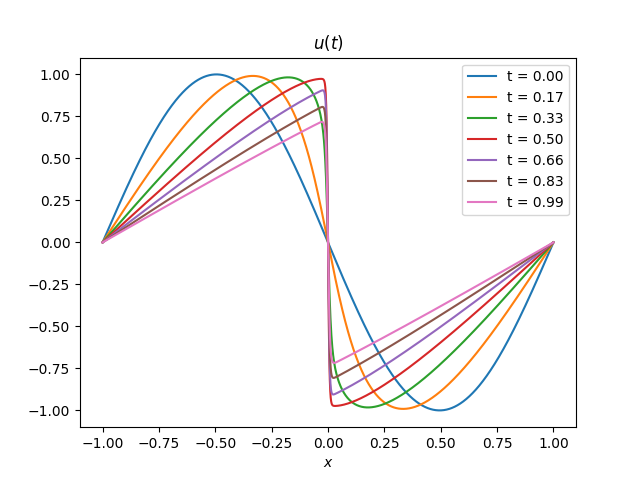 u(t)
1.00
0.75
0.50
0.25
0.00
−0.25
−0.50
−0.75
−1.00
t = 0.00
t = 0.17
t = 0.33
t = 0.50
t = 0.66
t = 0.83
t = 0.99
−1.00 −0.75 −0.50 −0.25 0.00 0.25 0.50 0.75 1.00
x